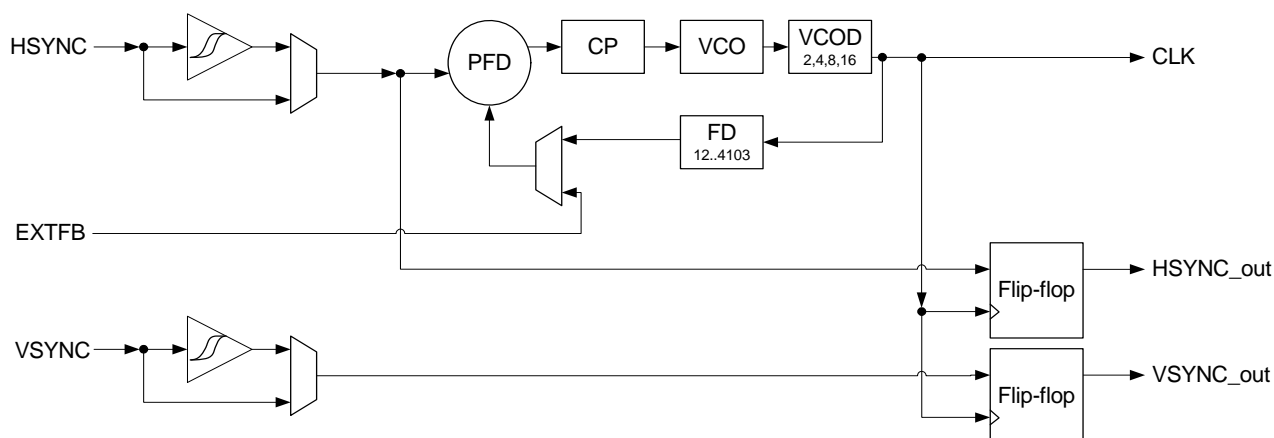 HSYNC
PFD
CP
VCO
VCOD
2,4,8,16
CLK
FD
12..4103
EXTFB
Flip-flop
HSYNC_out
VSYNC
Flip-flop
VSYNC_out